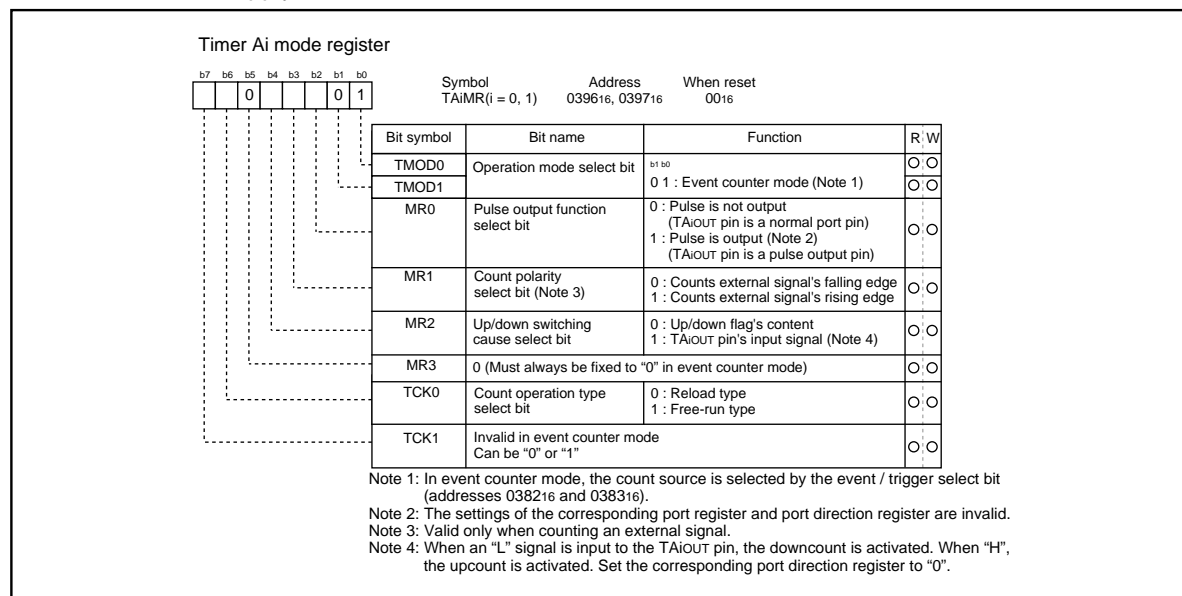 Timer Ai mode register
b7 b6 b5 b4 b3 b2 b1 b0
0 0 1
Symbol Address When reset
TAiMR(i = 0, 1) 039616, 039716 0016
Bit symbol Bit name Function R W
TMOD0 Operation mode select bit b1 b0
TMOD1 0 1 : Event counter mode (Note 1)
MR0 Pulse output function 0 : Pulse is not output
select bit (TAiOUT pin is a normal port pin)
1 : Pulse is output (Note 2)
(TAiOUT pin is a pulse output pin)
MR1 Count polarity 0 : Counts external signal's falling edge
select bit (Note 3) 1 : Counts external signal's rising edge
MR2 Up/down switching 0 : Up/down flag's content
cause select bit 1 : TAiOUT pin's input signal (Note 4)
MR3 0 (Must always be fixed to “0” in event counter mode)
TCK0 Count operation type 0 : Reload type
select bit 1 : Free-run type
TCK1 Invalid in event counter mode
Can be “0” or “1”
Note 1: In event counter mode, the count source is selected by the event / trigger select bit
(addresses 038216 and 038316).
Note 2: The settings of the corresponding port register and port direction register are invalid.
Note 3: Valid only when counting an external signal.
Note 4: When an “L” signal is input to the TAiOUT pin, the downcount is activated. When “H”,
the upcount is activated. Set the corresponding port direction register to “0”.